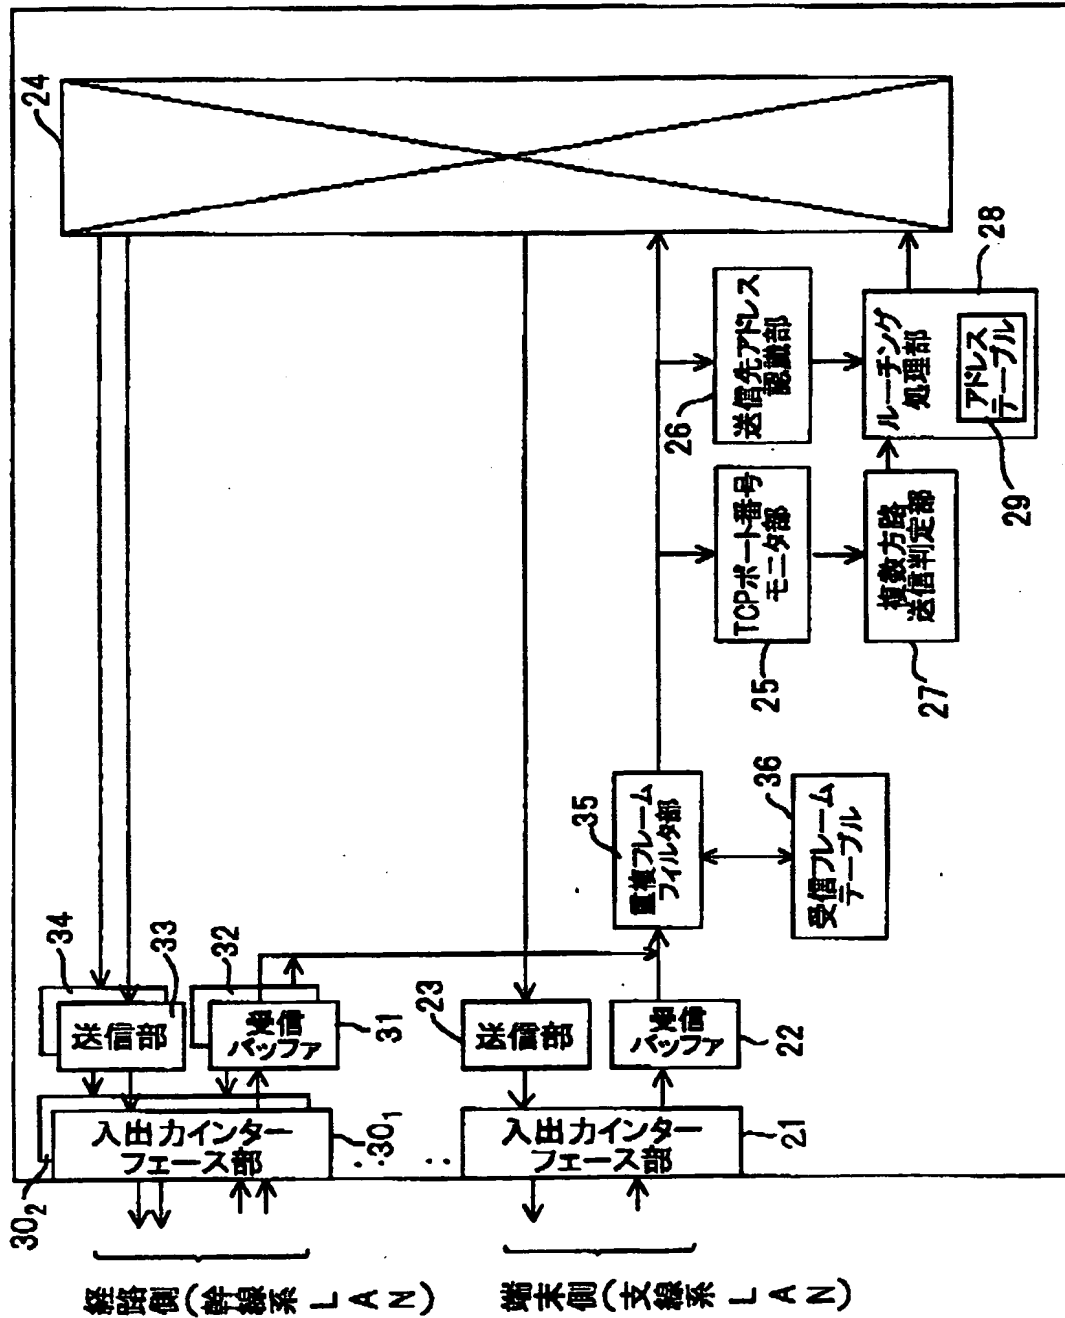 経路側(幹線系LAN)
端末側(支線系LAN)
30₂
入出力インター
フェース部
30₁
入出力インター
フェース部
21
34
送信部
33
32
受信
バッファ
31
23
送信部
受信
バッファ
22
35
重複フレーム
フィルタ部
36
受信フレーム
テーブル
TCPポート番号
モニタ部
25
26
送信先アドレス
認識部
複数方路
送信判定部
27
ルーチング
処理部
28
アドレス
テーブル
29
24